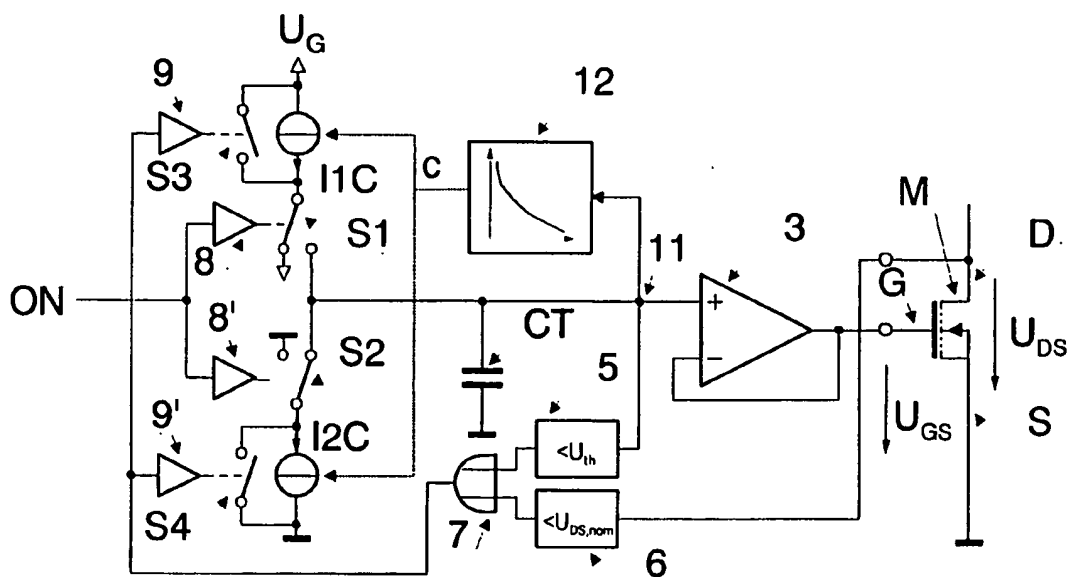 U_G
9
12
S3
I1C
C
S1
M
D
8
11
3
G
ON
8'
S2
CT
+
−
U_DS
5
9'
I2C
<U_th
U_GS
S
S4
7
<U_DS,nom
6